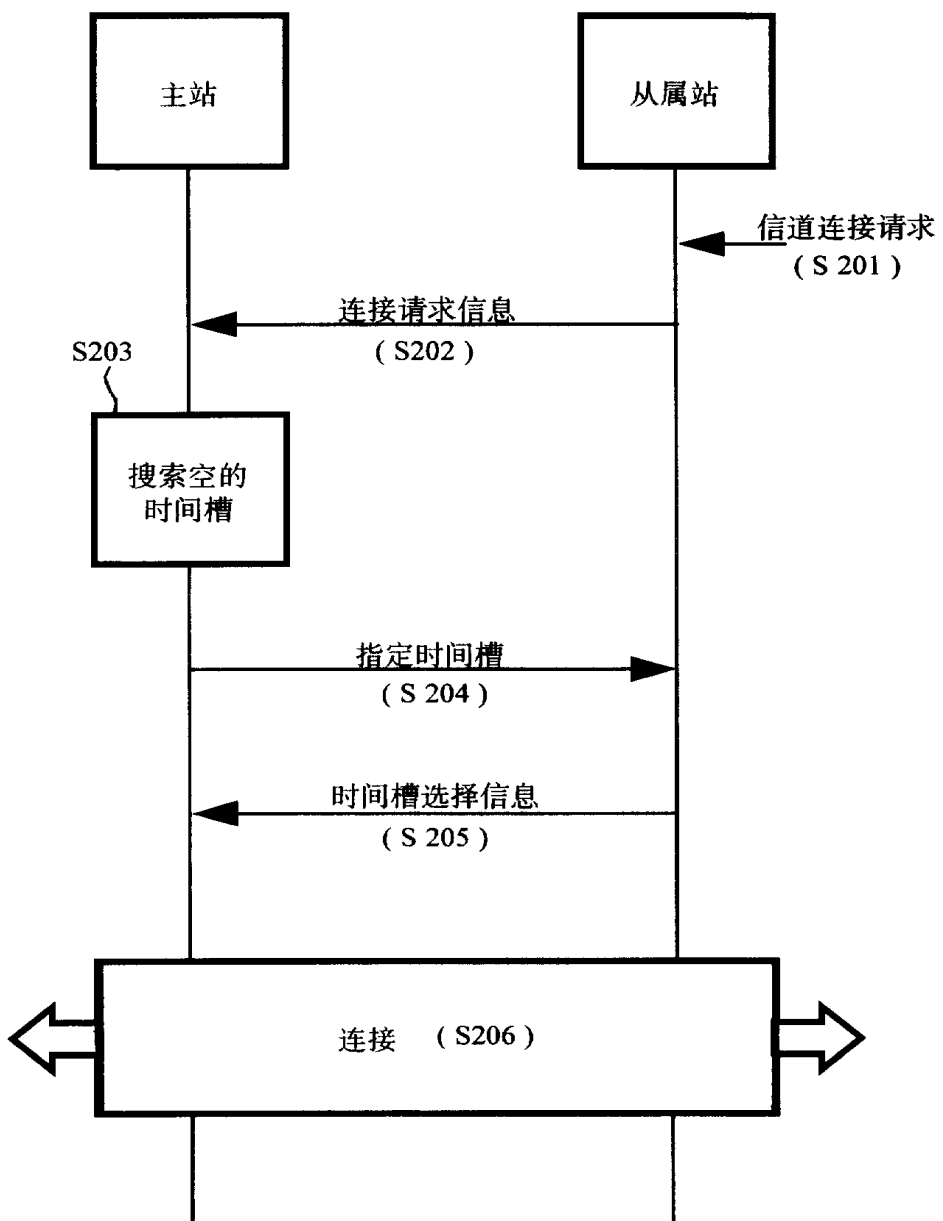 主站
从属站
信道连接请求
( S 201 )
连接请求信息
( S202 )
S203
搜索空的
时间槽
指定时间槽
( S 204 )
时间槽选择信息
( S 205 )
连接 ( S206 )